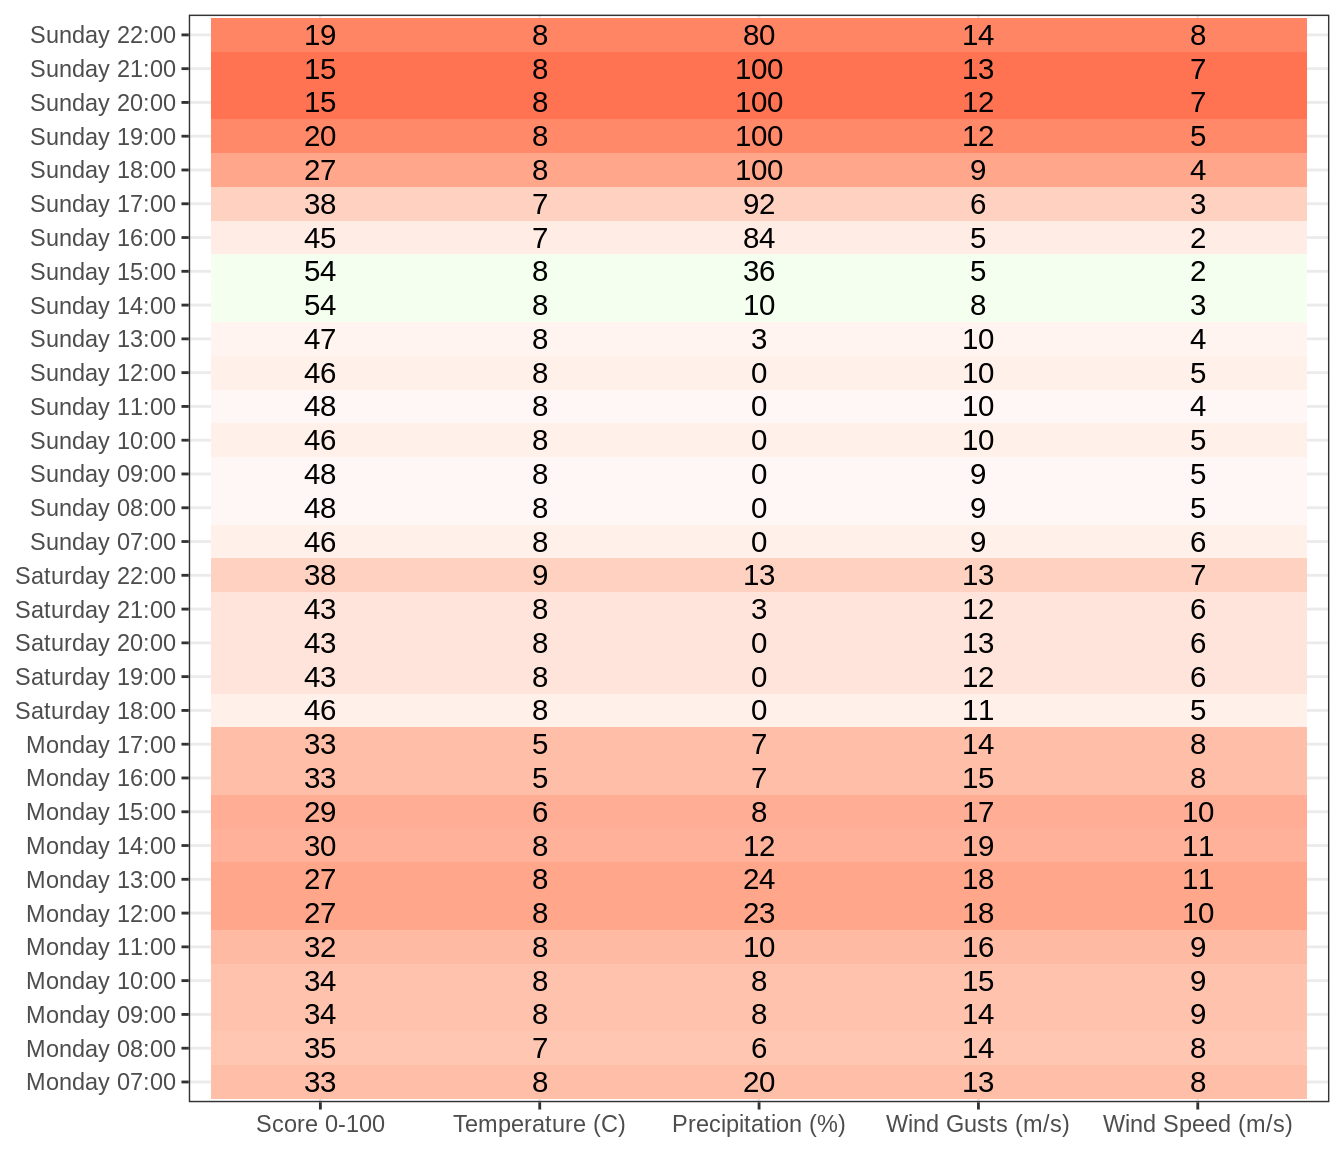 Sunday 22:00 19 8 80 14 8
Sunday 21:00 15 8 100 13 7
Sunday 20:00 15 8 100 12 7
Sunday 19:00 20 8 100 12 5
Sunday 18:00 27 8 100 9 4
Sunday 17:00 38 7 92 6 3
Sunday 16:00 45 7 84 5 2
Sunday 15:00 54 8 36 5 2
Sunday 14:00 54 8 10 8 3
Sunday 13:00 47 8 3 10 4
Sunday 12:00 46 8 0 10 5
Sunday 11:00 48 8 0 10 4
Sunday 10:00 46 8 0 10 5
Sunday 09:00 48 8 0 9 5
Sunday 08:00 48 8 0 9 5
Sunday 07:00 46 8 0 9 6
Saturday 22:00 38 9 13 13 7
Saturday 21:00 43 8 3 12 6
Saturday 20:00 43 8 0 13 6
Saturday 19:00 43 8 0 12 6
Saturday 18:00 46 8 0 11 5
Monday 17:00 33 5 7 14 8
Monday 16:00 33 5 7 15 8
Monday 15:00 29 6 8 17 10
Monday 14:00 30 8 12 19 11
Monday 13:00 27 8 24 18 11
Monday 12:00 27 8 23 18 10
Monday 11:00 32 8 10 16 9
Monday 10:00 34 8 8 15 9
Monday 09:00 34 8 8 14 9
Monday 08:00 35 7 6 14 8
Monday 07:00 33 8 20 13 8
Score 0-100 Temperature (C) Precipitation (%) Wind Gusts (m/s) Wind Speed (m/s)